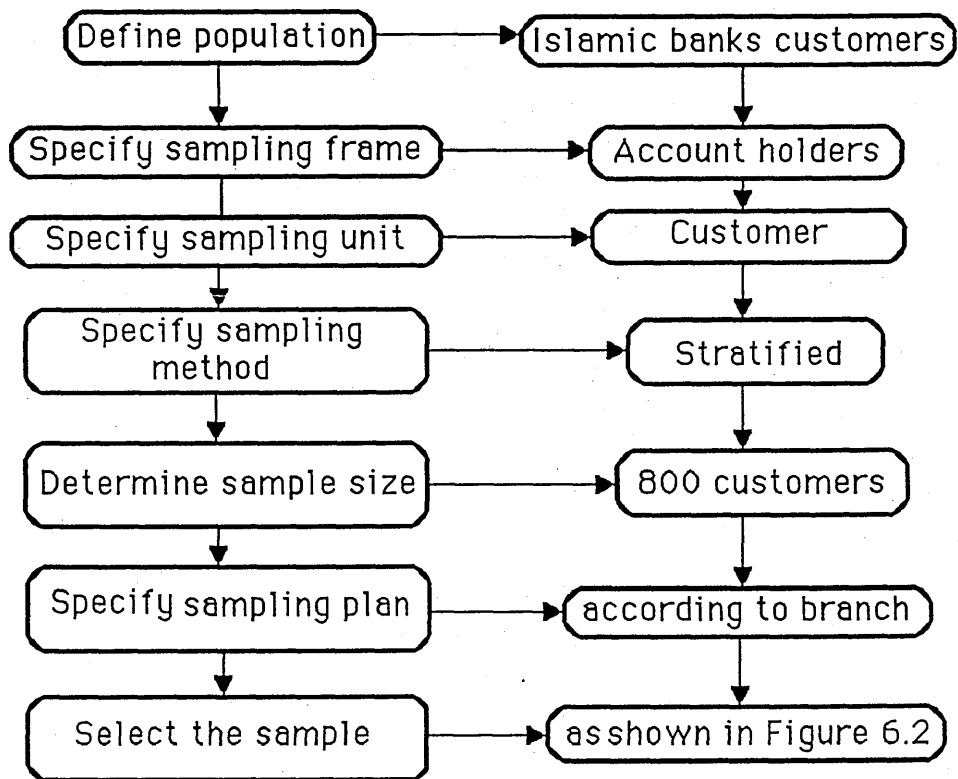 Define population
Islamic banks customers
Specify sampling frame
Account holders
Specify sampling unit
Customer
Specify sampling
method
Stratified
Determine sample size
800 customers
Specify sampling plan
according to branch
Select the sample
as shown in Figure 6.2